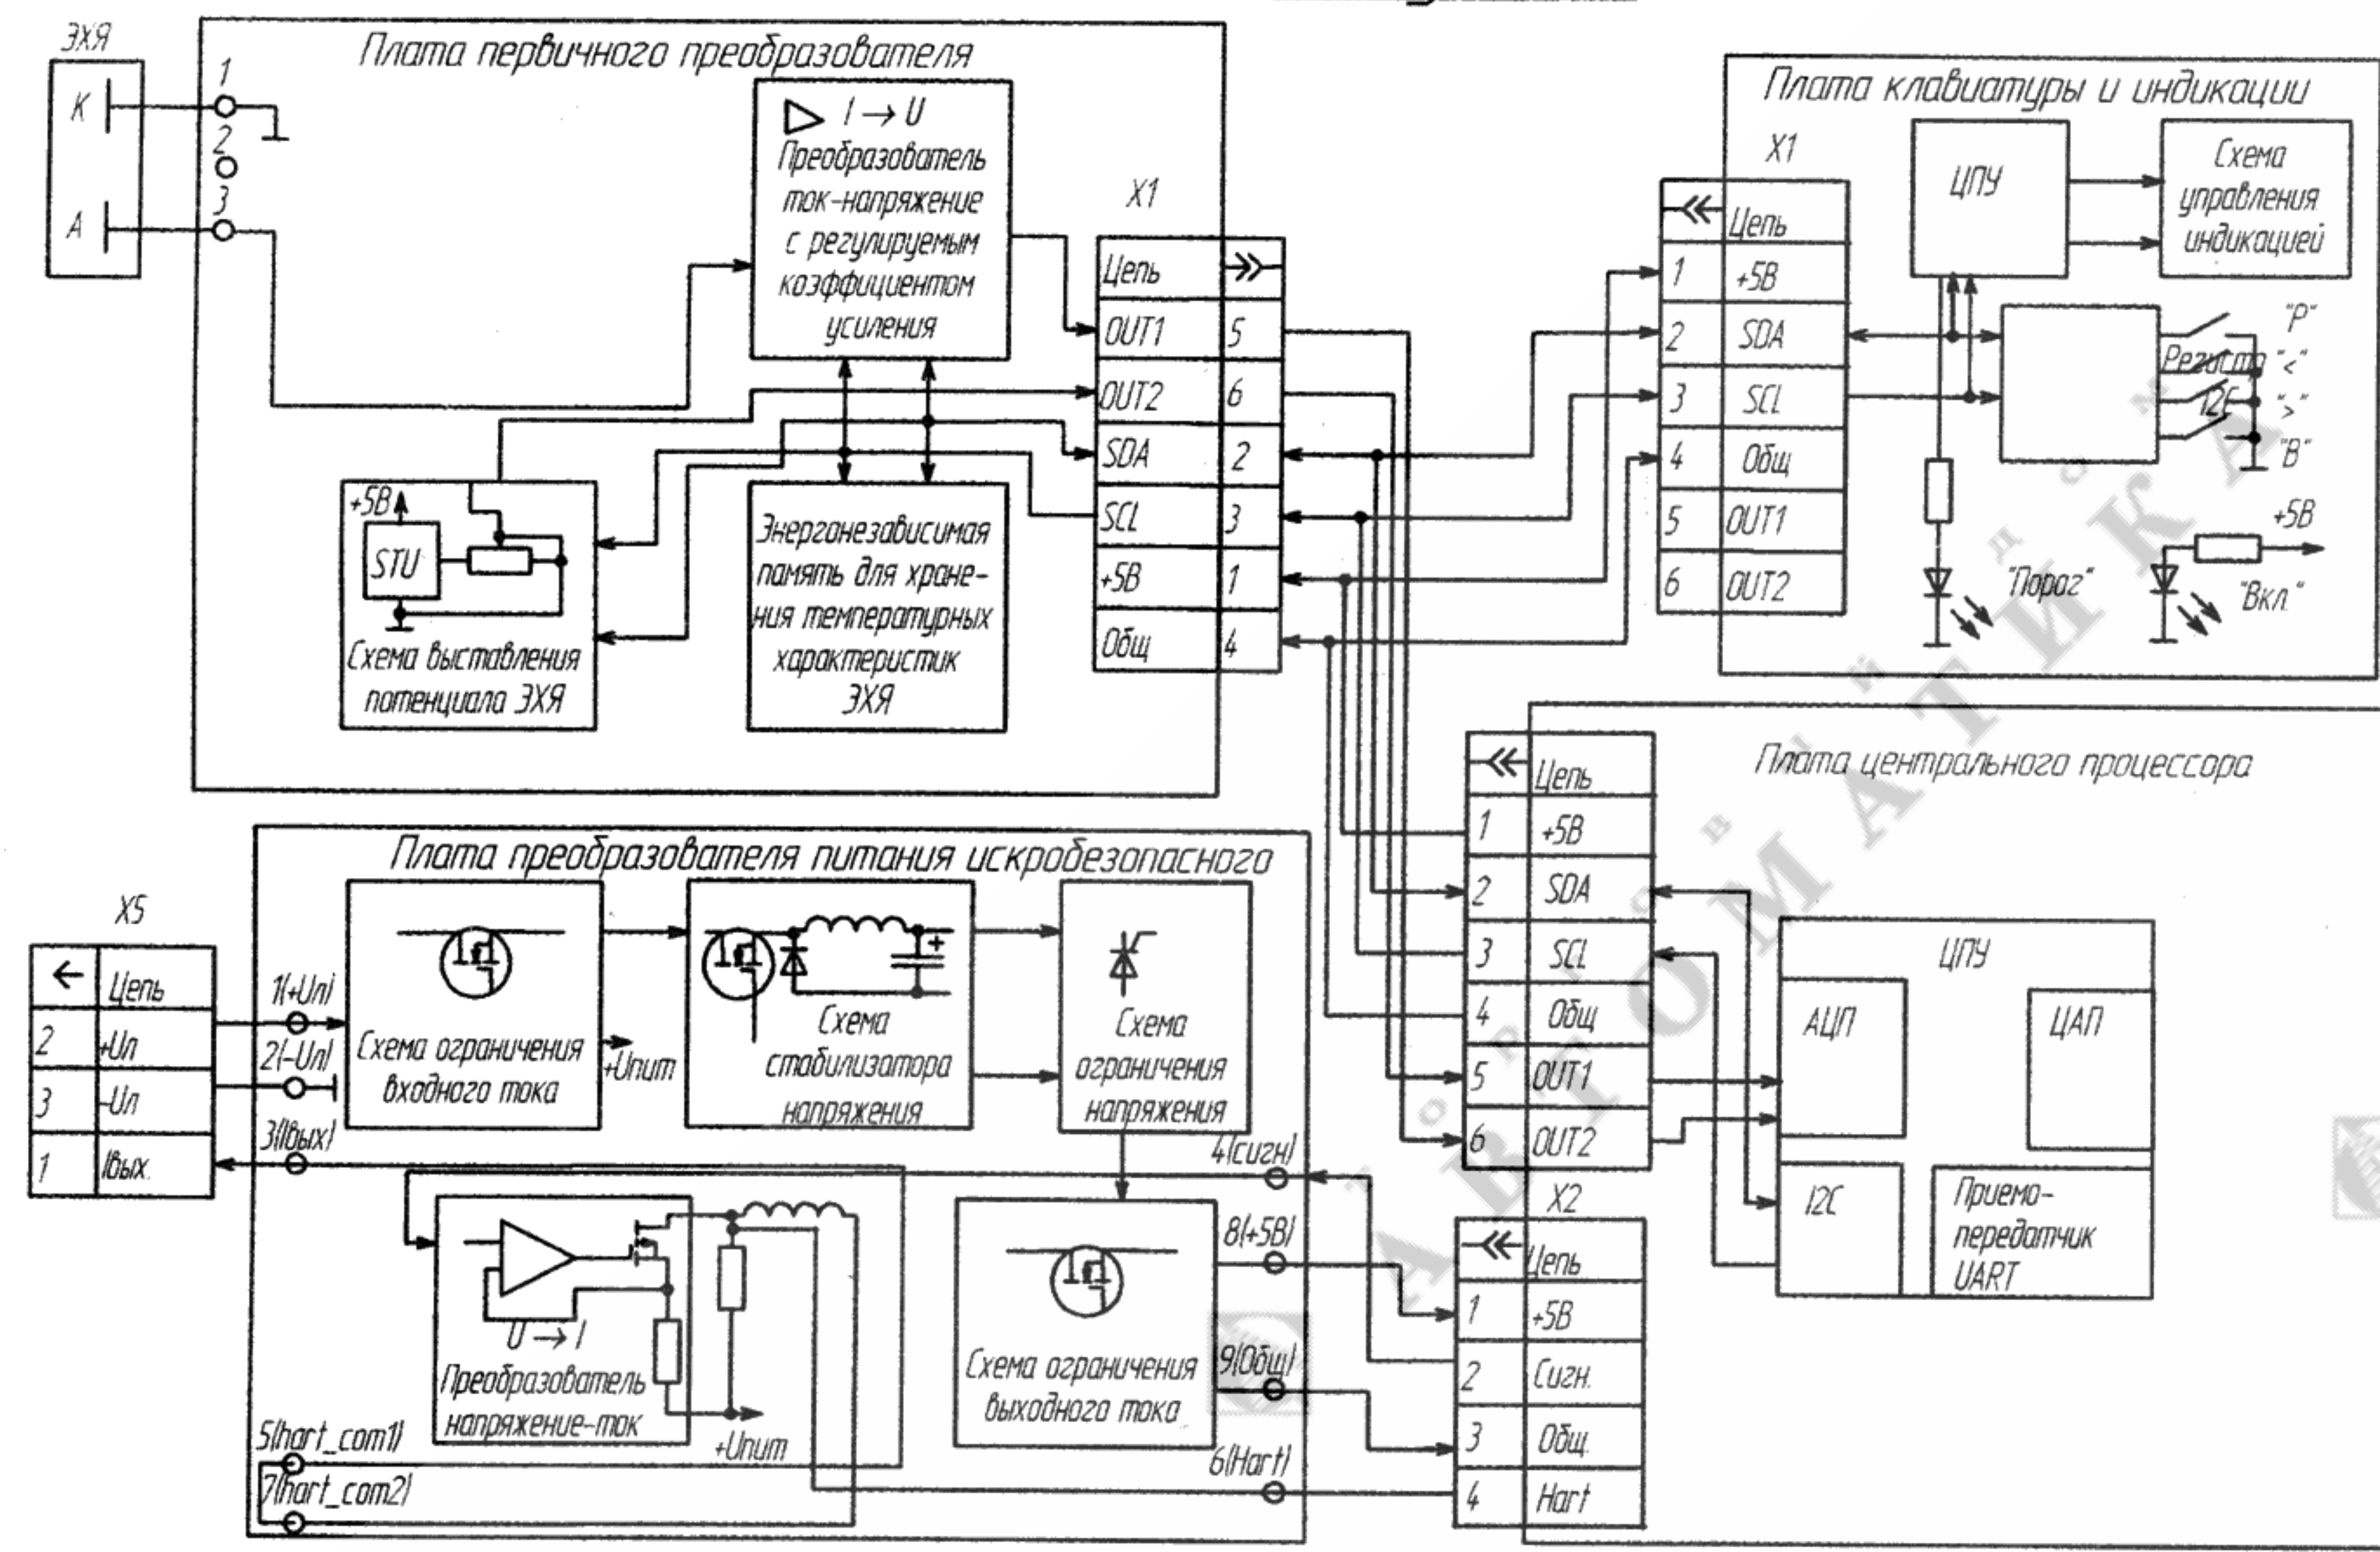 ЭХЯ
К
А
1
2
3
Плата первичного преобразователя
I → U
Преобразователь
ток-напряжение
с регулируемым
коэффициентом
усиления
+5В
STU
Схема выставления
потенциала ЭХЯ
Энергонезависимая
память для хране-
ния температурных
характеристик
ЭХЯ
X1
Цепь
OUT1 5
OUT2 6
SDA 2
SCL 3
+5В 1
Общ 4
Плата клавиатуры и индикации
X1
Цепь
1 +5В
2 SDA
3 SCL
4 Общ
5 OUT1
6 OUT2
ЦПУ
Схема
управления
индикацией
Регистр
I2C
"Р"
"<"
">"
"В"
"Порог"
+5В
"Вкл."
Плата центрального процессора
Цепь
1 +5В
2 SDA
3 SCL
4 Общ
5 OUT1
6 OUT2
ЦПУ
АЦП
ЦАП
I2C
Приемо-
передатчик
UART
X2
Цепь
1 +5В
2 Сигн.
3 Общ.
4 Hart
Плата преобразователя питания искробезопасного
X5
Цепь
2 +Uл
3 -Uл
1 Iвых.
1(+Uл)
2(-Uл)
3(Iвых)
Схема ограничения
входного тока
+Uпит
Схема
стабилизатора
напряжения
Схема
ограничения
напряжения
4(сигн)
8(+5В)
9(Общ)
6(Hart)
U → I
Преобразователь
напряжение-ток
+Uпит
Схема ограничения
выходного тока
5(hart_com1)
7(hart_com2)
АВТОМАТИКА